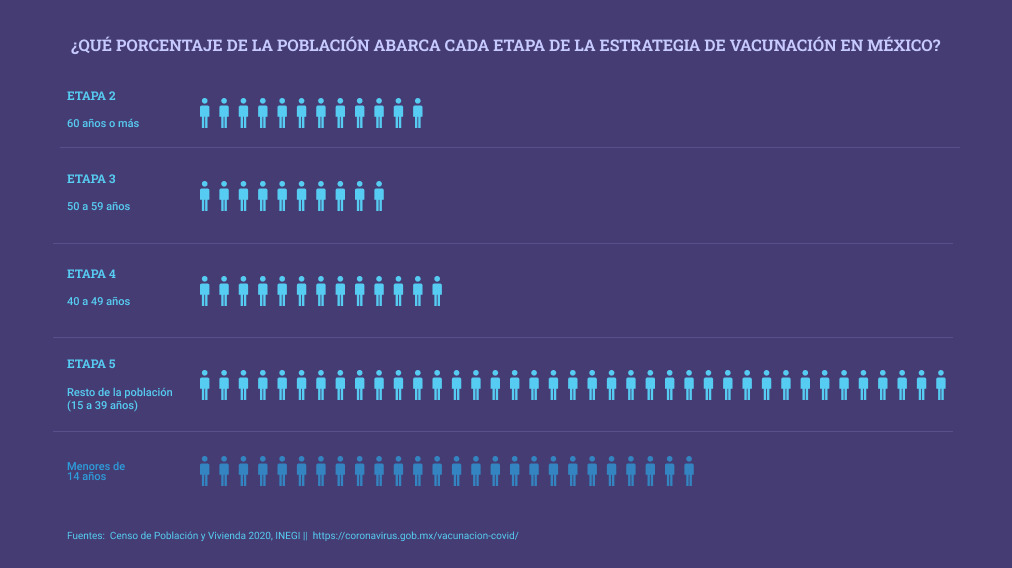 ¿QUÉ PORCENTAJE DE LA POBLACIÓN ABARCA CADA ETAPA DE LA ESTRATEGIA DE VACUNACIÓN EN MÉXICO?
ETAPA 2
60 años o más
ETAPA 3
50 a 59 años
ETAPA 4
40 a 49 años
ETAPA 5
Resto de la población
(15 a 39 años)
Menores de
14 años
Fuentes: Censo de Población y Vivienda 2020, INEGI || https://coronavirus.gob.mx/vacunacion-covid/